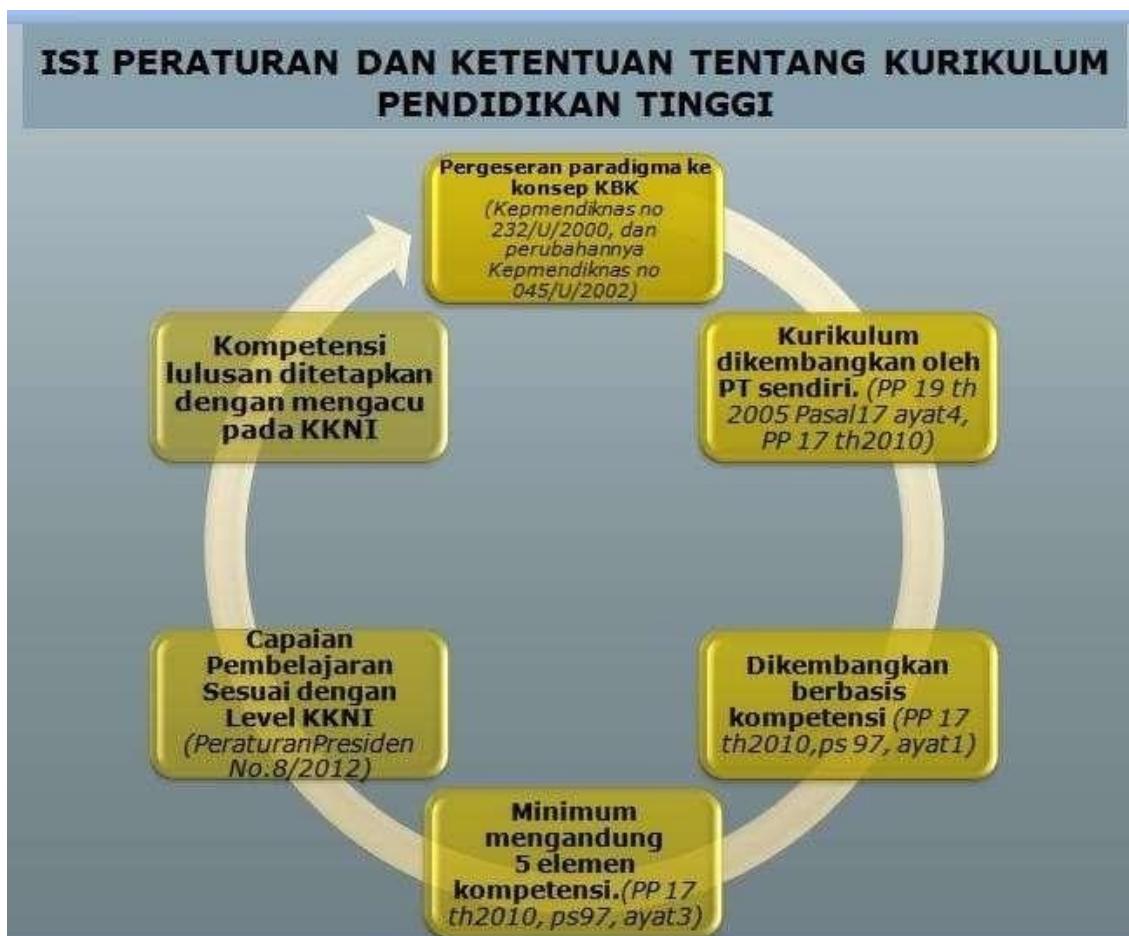 ISI PERATURAN DAN KETENTUAN TENTANG KURIKULUM
PENDIDIKAN TINGGI
Pergeseran paradigma ke
konsep KBK
(Kepmendiknas no
232/U/2000, dan
perubahannya
Kepmendiknas no
045/U/2002)
Kurikulum
dikembangkan oleh
PT sendiri. (PP 19 th
2005 Pasal17 ayat4,
PP 17 th2010)
Dikembangkan
berbasis
kompetensi (PP 17
th2010,ps 97, ayat1)
Minimum
mengandung
5 elemen
kompetensi.(PP 17
th2010, ps97, ayat3)
Capaian
Pembelajaran
Sesuai dengan
Level KKNI
(PeraturanPresiden
No.8/2012)
Kompetensi
lulusan ditetapkan
dengan mengacu
pada KKNI